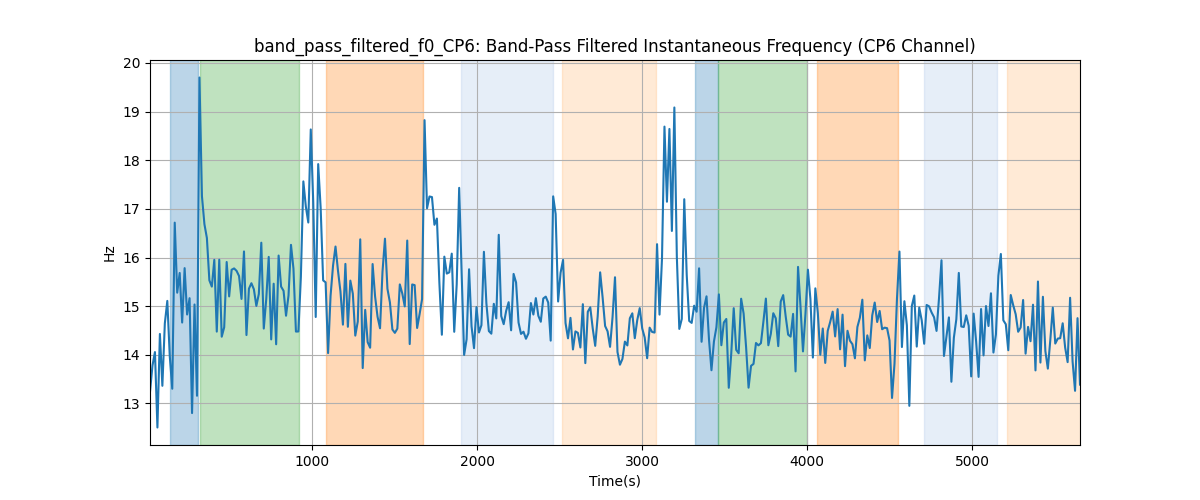 band_pass_filtered_f0_CP6: Band-Pass Filtered Instantaneous Frequency (CP6 Channel)
20
19
18
17
16
15
14
13
Hz
1000 2000 3000 4000 5000
Time(s)